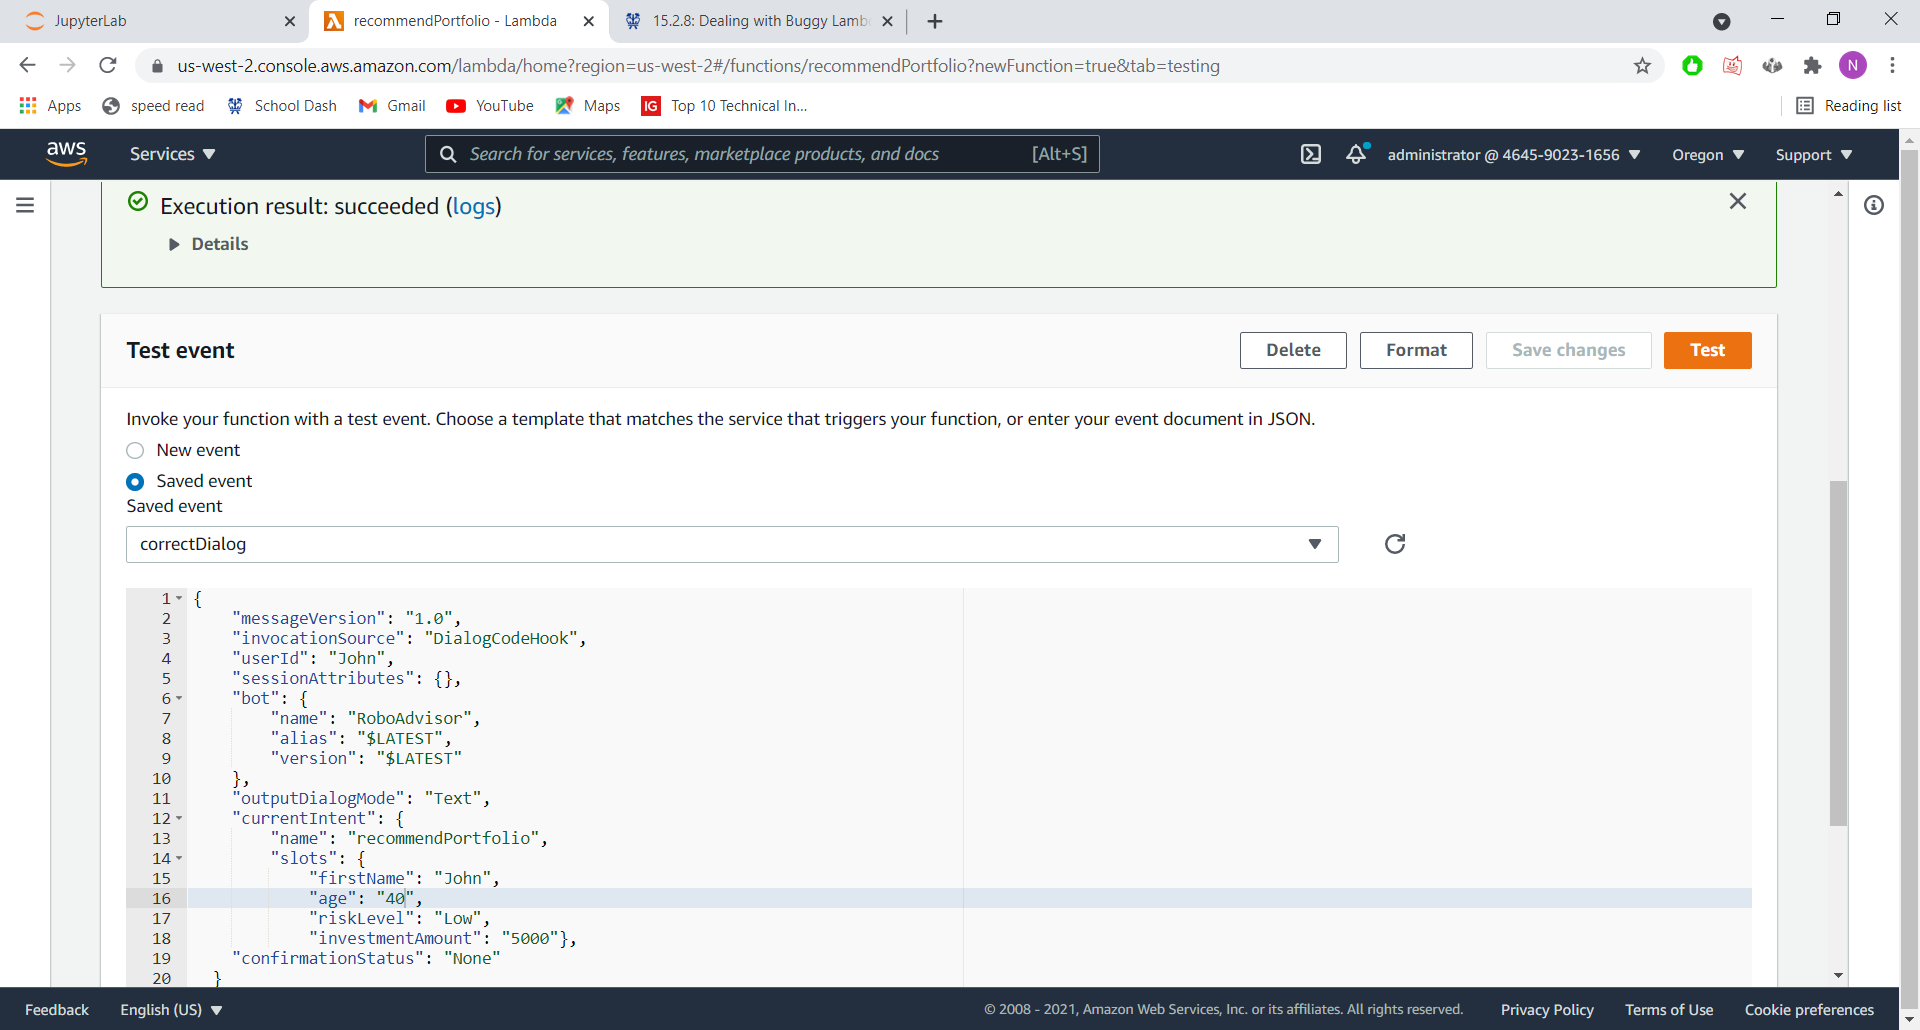 JupyterLab
recommendPortfolio - Lambda
15.2.8: Dealing with Buggy Lamb
us-west-2.console.aws.amazon.com/lambda/home?region=us-west-2#/functions/recommendPortfolio?newFunction=true&tab=testing
N
Apps speed read School Dash Gmail YouTube Maps IG Top 10 Technical In... Reading list
aws Services Search for services, features, marketplace products, and docs [Alt+S] administrator @ 4645-9023-1656 Oregon Support
Execution result: succeeded (logs)
Details
Test event Delete Format Save changes Test
Invoke your function with a test event. Choose a template that matches the service that triggers your function, or enter your event document in JSON.
New event
Saved event
Saved event
correctDialog
1 {
2 "messageVersion": "1.0",
3 "invocationSource": "DialogCodeHook",
4 "userId": "John",
5 "sessionAttributes": {},
6 "bot": {
7 "name": "RoboAdvisor",
8 "alias": "$LATEST",
9 "version": "$LATEST"
10 },
11 "outputDialogMode": "Text",
12 "currentIntent": {
13 "name": "recommendPortfolio",
14 "slots": {
15 "firstName": "John",
16 "age": "40",
17 "riskLevel": "Low",
18 "investmentAmount": "5000"},
19 "confirmationStatus": "None"
20 }
Feedback English (US) © 2008 - 2021, Amazon Web Services, Inc. or its affiliates. All rights reserved. Privacy Policy Terms of Use Cookie preferences